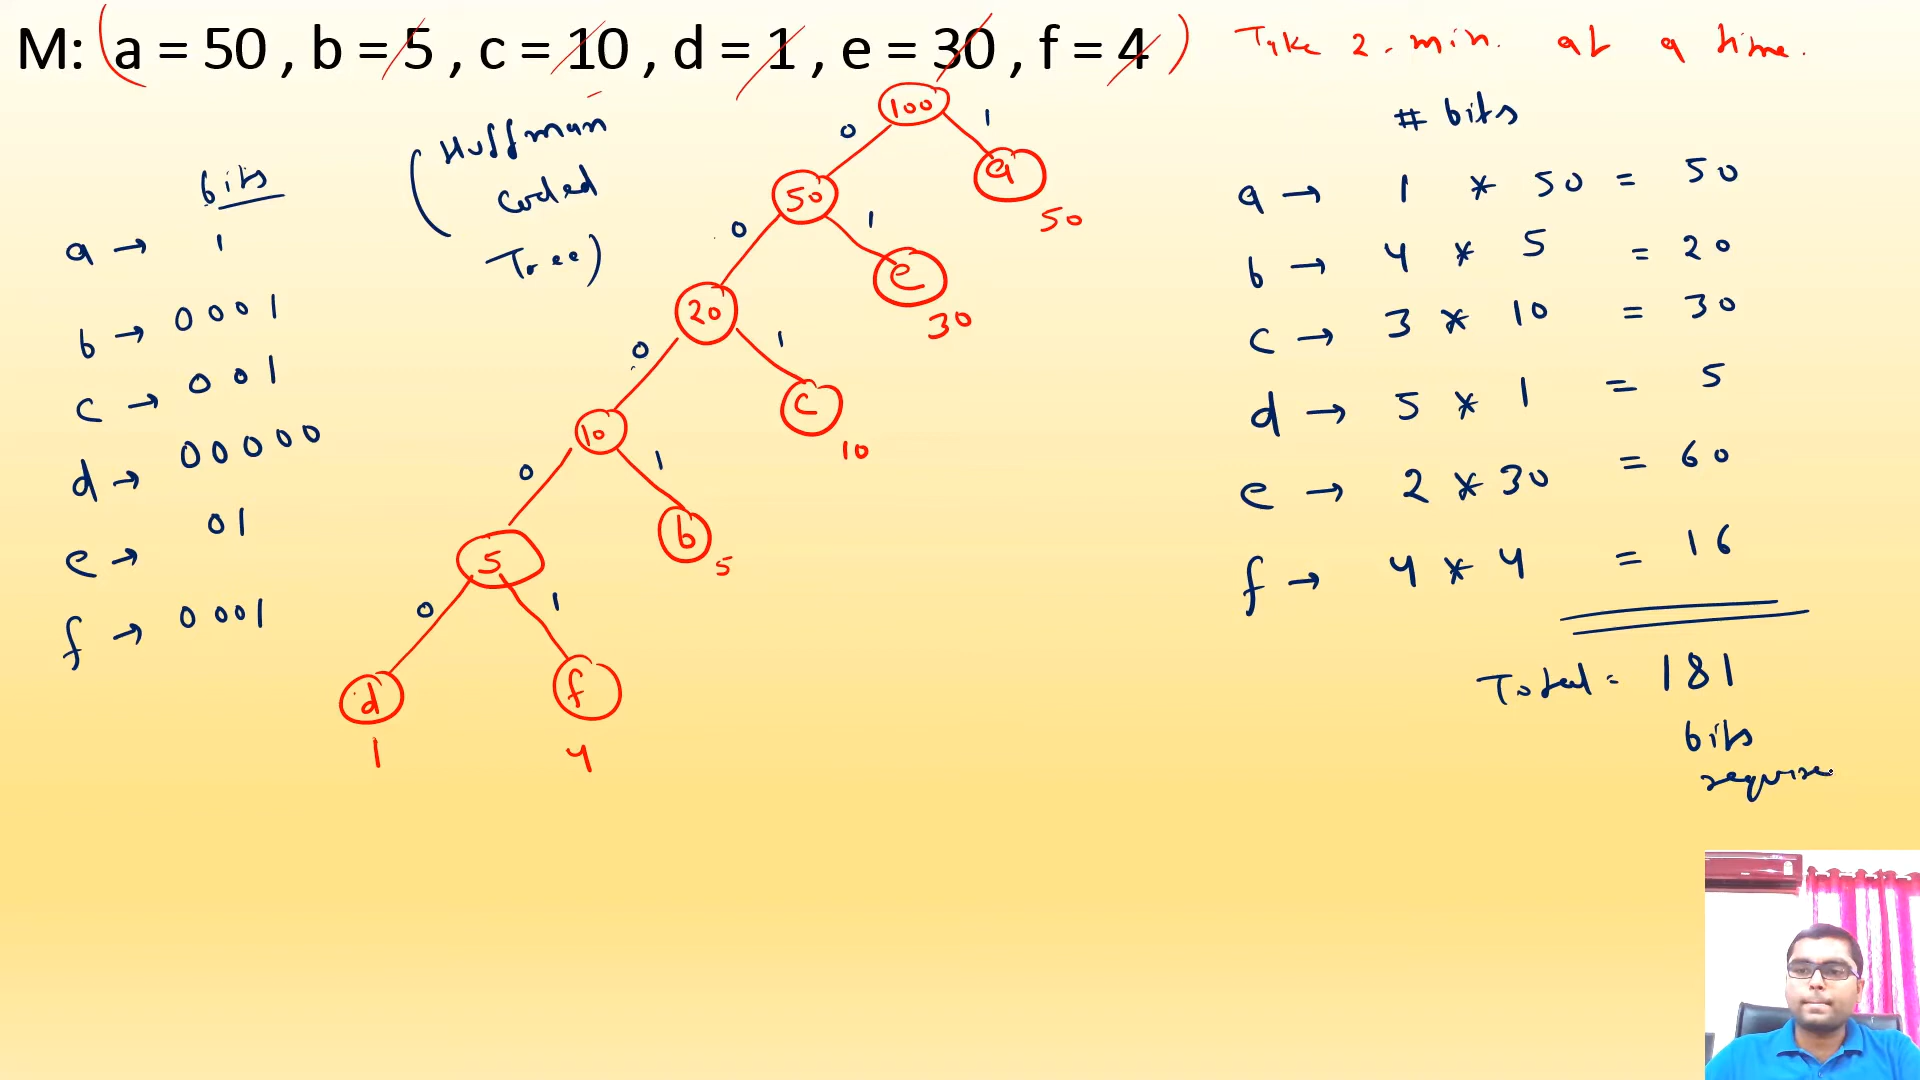 M: (a = 50 , b = 5 , c = 10 , d = 1 , e = 30 , f = 4)
Take 2 - min. at a time.
(Huffman
Coded
Tree)
bits
a → 1
b → 0001
c → 001
d → 00000
e → 01
f → 0001
100
0 1
50 a
50
0 1
20 e
30
0 1
10 c
10
0 1
5 b
5
0 1
d f
1 4
# bits
a → 1 * 50 = 50
b → 4 * 5 = 20
c → 3 * 10 = 30
d → 5 * 1 = 5
e → 2 * 30 = 60
f → 4 * 4 = 16
Total = 181
bits
require